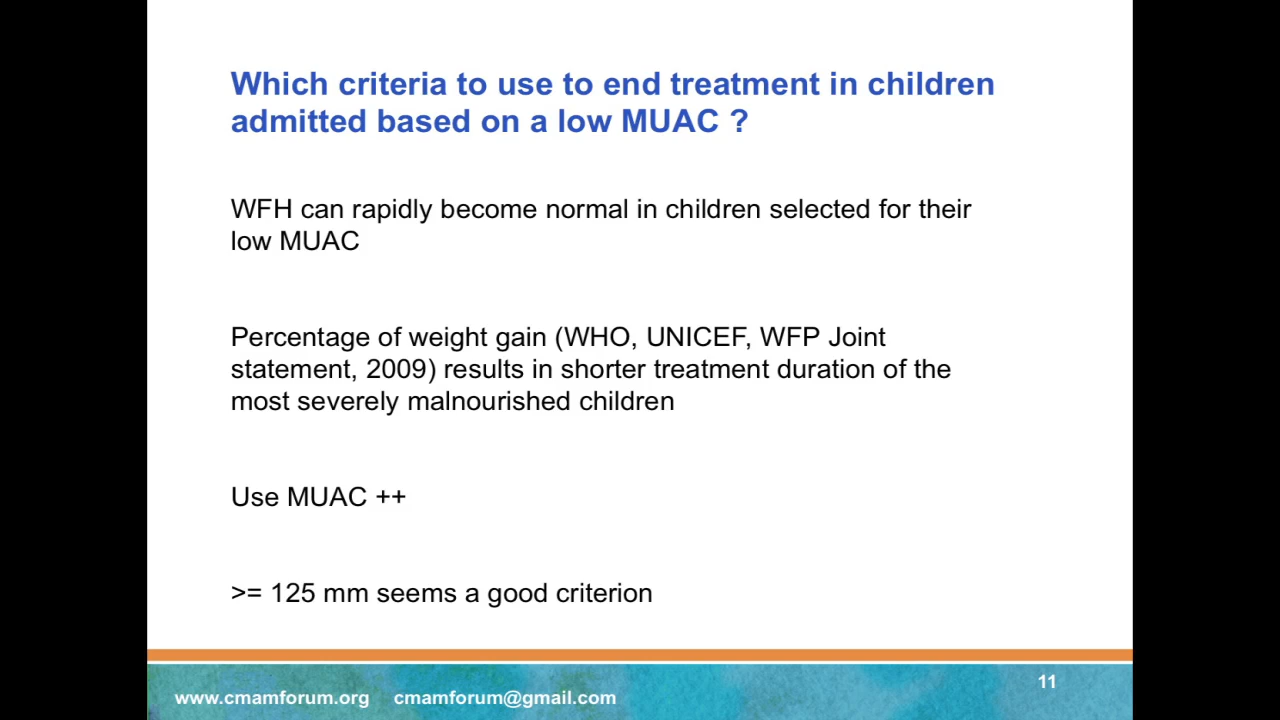 Which criteria to use to end treatment in children
admitted based on a low MUAC ?
WFH can rapidly become normal in children selected for their
low MUAC
Percentage of weight gain (WHO, UNICEF, WFP Joint
statement, 2009) results in shorter treatment duration of the
most severely malnourished children
Use MUAC ++
>= 125 mm seems a good criterion
11
www.cmamforum.org cmamforum@gmail.com